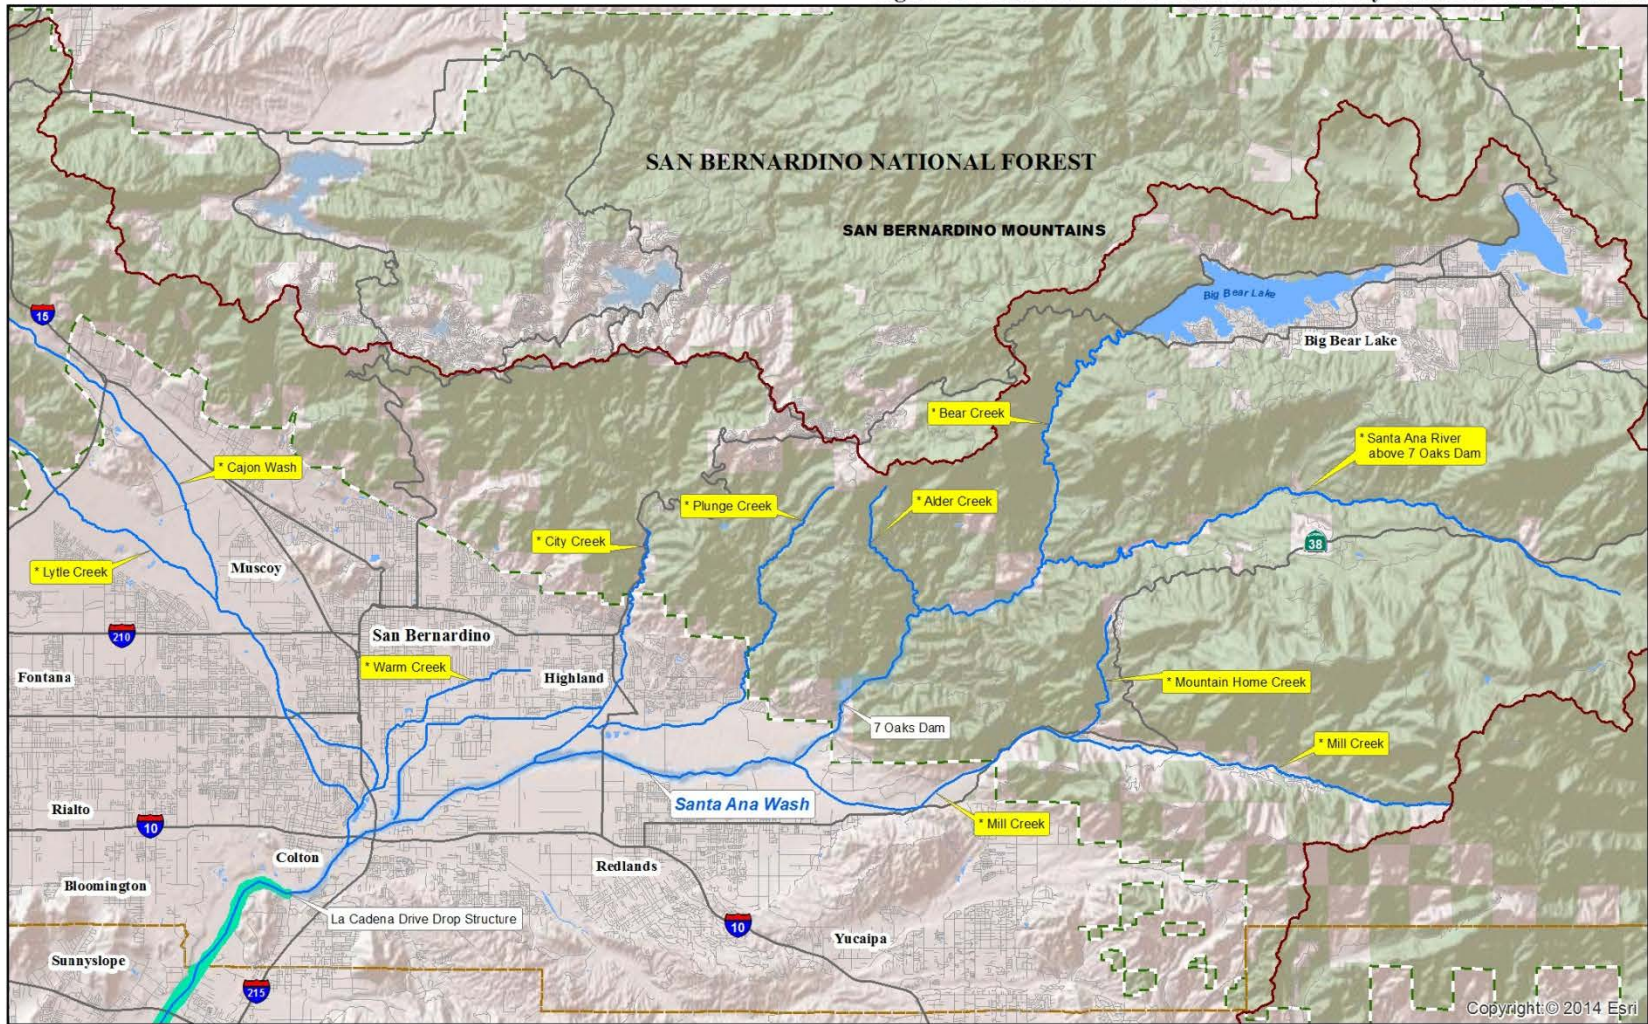 SAN BERNARDINO NATIONAL FOREST
SAN BERNARDINO MOUNTAINS
Big Bear Lake
15
Big Bear Lake
* Bear Creek
* Santa Ana River
above 7 Oaks Dam
* Cajon Wash
* Plunge Creek
* Alder Creek
* City Creek
38
* Lytle Creek
Muscoy
210
San Bernardino
* Warm Creek
Fontana
Highland
* Mountain Home Creek
7 Oaks Dam
* Mill Creek
Santa Ana Wash
Rialto
10
* Mill Creek
Colton
Redlands
Bloomington
La Cadena Drive Drop Structure
10
Yucaipa
Sunnyslope
215
Copyright:© 2014 Esri